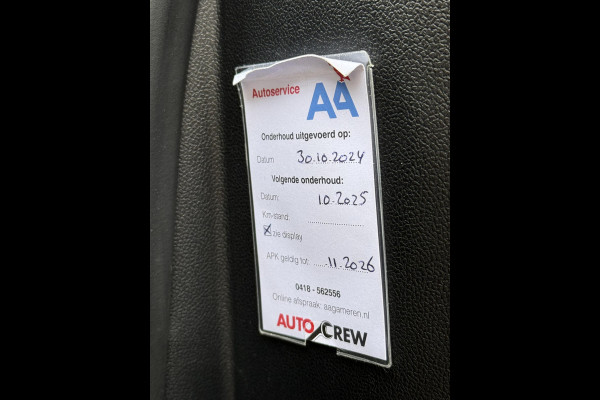 Autoservice AA
Onderhoud uitgevoerd op:
Datum: 30.10.2024
Volgende onderhoud:
Datum: 10-2025
Km-stand:
zie display
APK geldig tot: 11-2026
0418 - 562556
Online afspraak: aagameren.nl
AUTO CREW